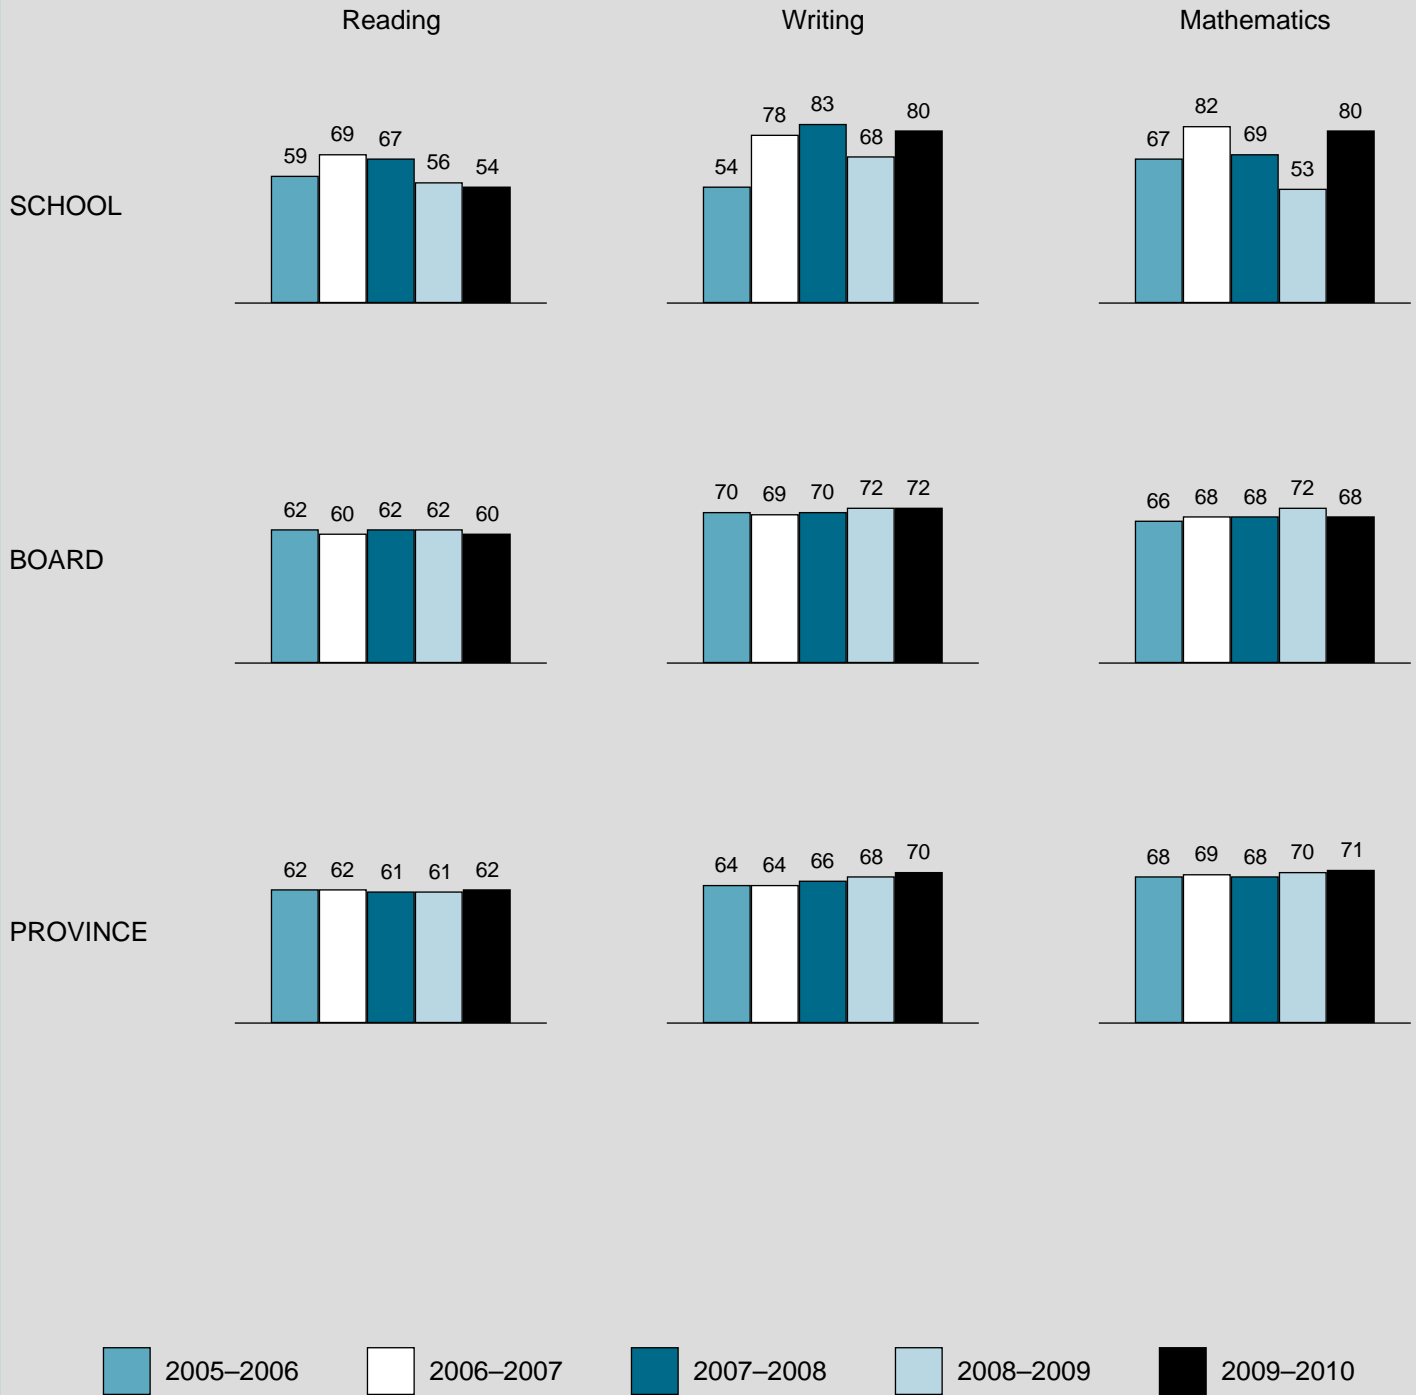 Reading Writing Mathematics
SCHOOL
59 69 67 56 54
54 78 83 68 80
67 82 69 53 80
BOARD
62 60 62 62 60
70 69 70 72 72
66 68 68 72 68
PROVINCE
62 62 61 61 62
64 64 66 68 70
68 69 68 70 71
2005–2006 2006–2007 2007–2008 2008–2009 2009–2010